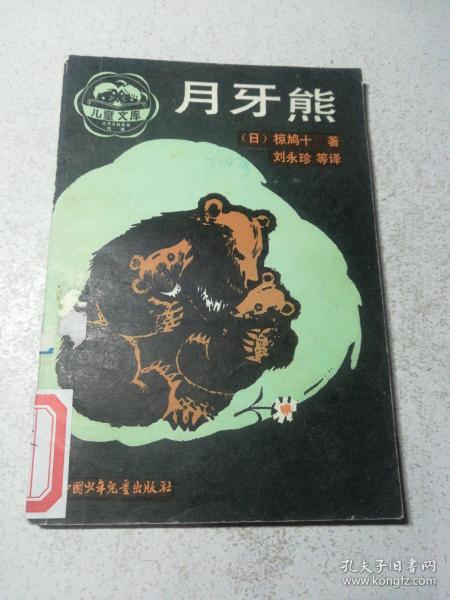 儿童文库
月牙熊
（日）椋鸠十 著
刘永珍 等译
中国少年儿童出版社
孔夫子旧书网
www.kongfz.com